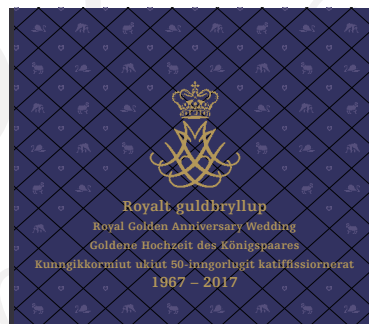 Royalt guldbryllup
Royal Golden Anniversary Wedding
Goldene Hochzeit des Königspaares
Kunngikkormiut ukiut 50-inngorlugit katiffissiornerat
1967 – 2017